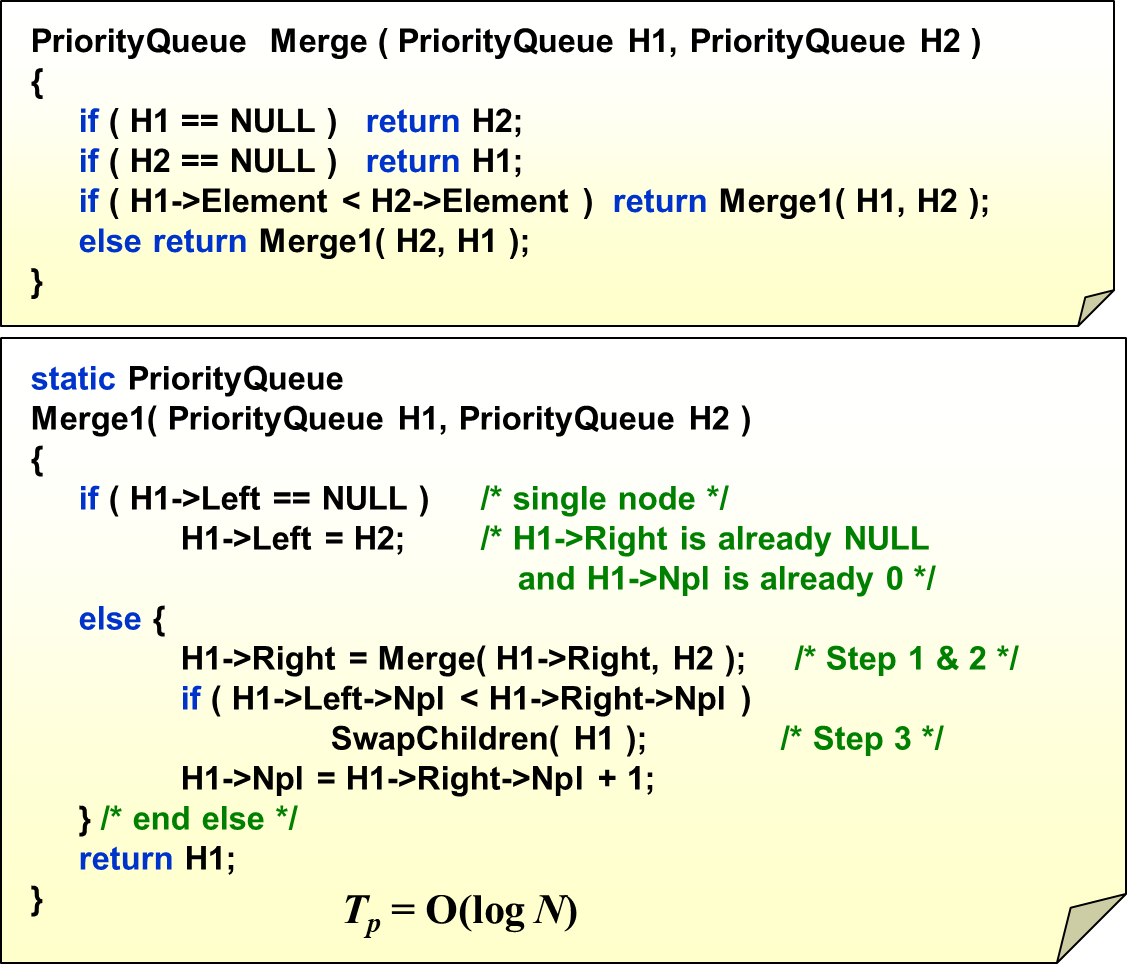 PriorityQueue Merge ( PriorityQueue H1, PriorityQueue H2 )
{
if ( H1 == NULL ) return H2;
if ( H2 == NULL ) return H1;
if ( H1->Element < H2->Element ) return Merge1( H1, H2 );
else return Merge1( H2, H1 );
}
static PriorityQueue
Merge1( PriorityQueue H1, PriorityQueue H2 )
{
if ( H1->Left == NULL ) /* single node */
H1->Left = H2; /* H1->Right is already NULL
and H1->Npl is already 0 */
else {
H1->Right = Merge( H1->Right, H2 ); /* Step 1 & 2 */
if ( H1->Left->Npl < H1->Right->Npl )
SwapChildren( H1 ); /* Step 3 */
H1->Npl = H1->Right->Npl + 1;
} /* end else */
return H1;
}
Tp = O(log N)